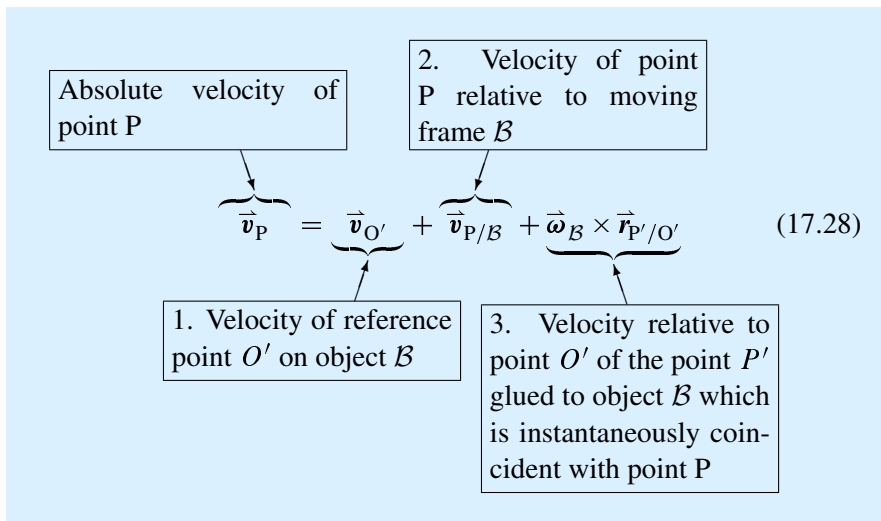 Absolute velocity of
point P
2. Velocity of point
P relative to moving
frame ℬ
v⃗_P = v⃗_O′ + v⃗_P/ℬ + ω⃗_ℬ × r⃗_P′/O′ (17.28)
1. Velocity of reference
point O′ on object ℬ
3. Velocity relative to
point O′ of the point P′
glued to object ℬ which
is instantaneously coin-
cident with point P